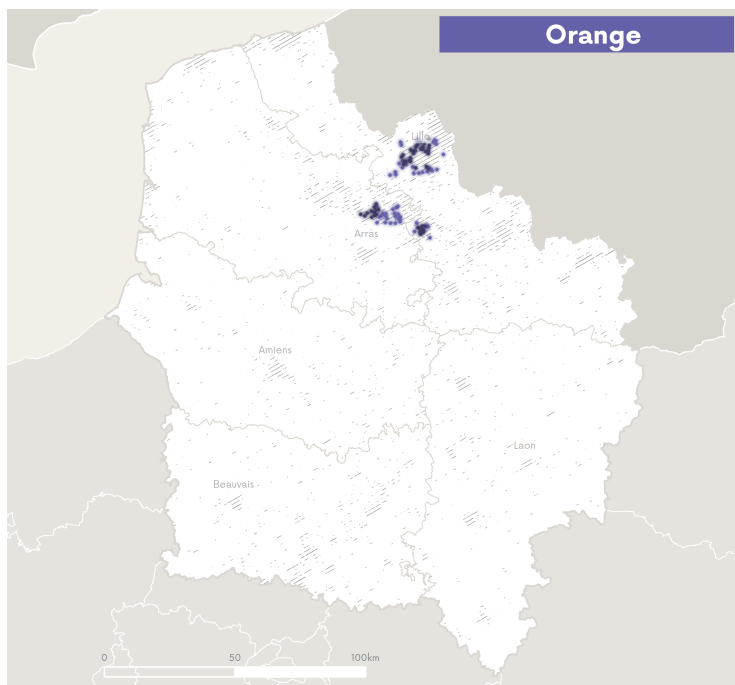 Orange
Lille
Arras
Amiens
Laon
Beauvais
0 50 100km